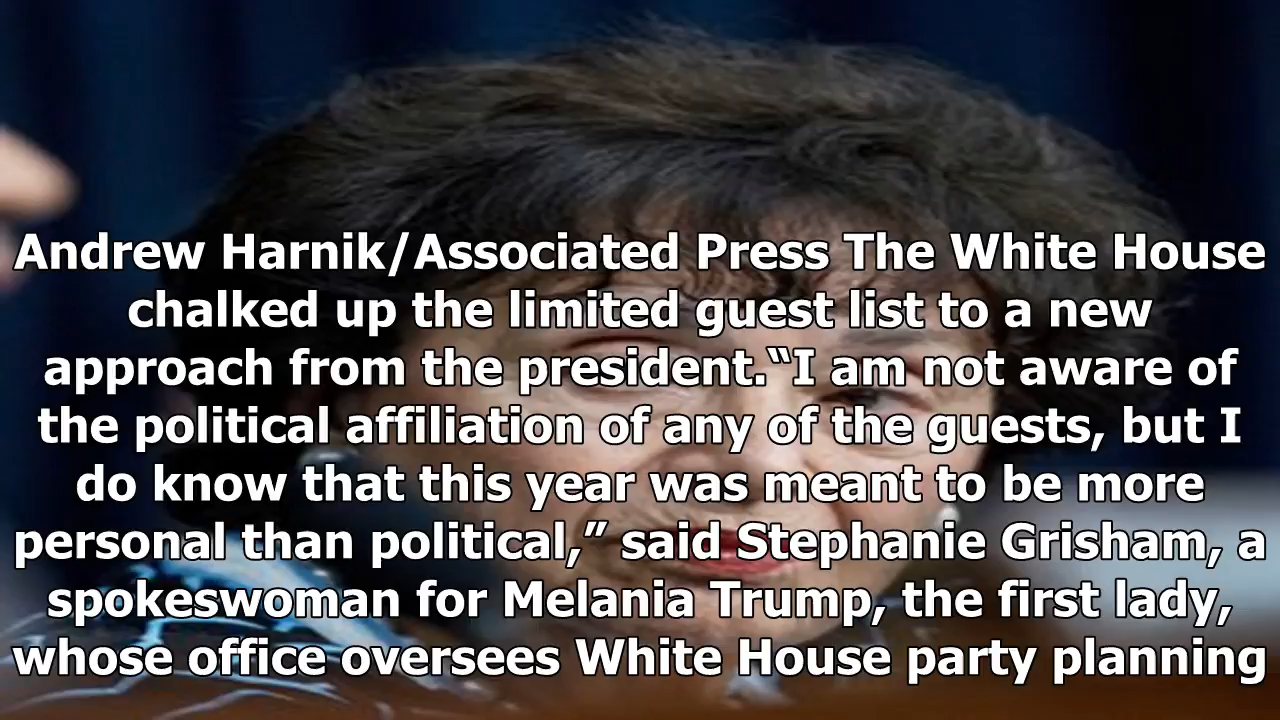 Andrew Harnik/Associated Press The White House
chalked up the limited guest list to a new
approach from the president.“I am not aware of
the political affiliation of any of the guests, but I
do know that this year was meant to be more
personal than political,” said Stephanie Grisham, a
spokeswoman for Melania Trump, the first lady,
whose office oversees White House party planning